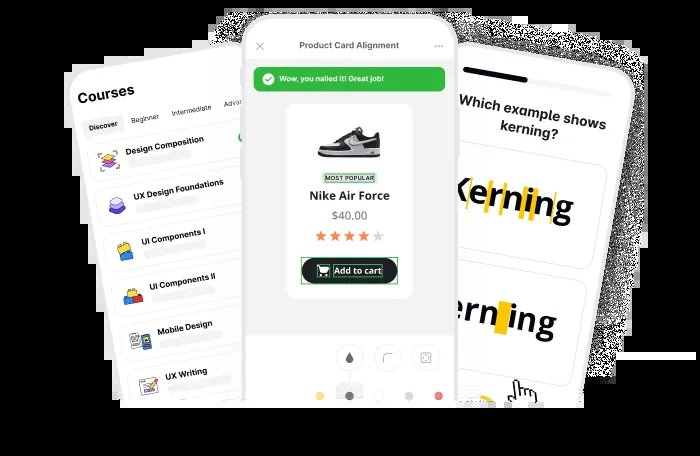 Courses
Discover
Beginner
Intermediate
Design Composition
UX Design Foundations
UI Components I
UI Components II
Mobile Design
UX Writing
Product Card Alignment
Wow, you nailed it! Great job!
MOST POPULAR
Nike Air Force
$40.00
Add to cart
Which example shows
kerning?
Kerning
erning